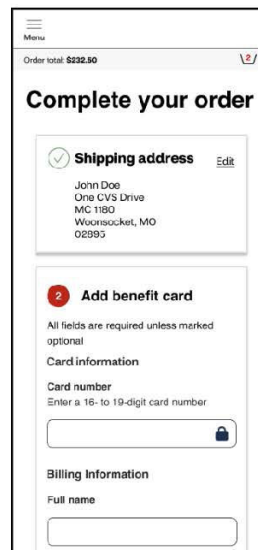 Menu
Order total: $232.50
2
Complete your order
Shipping address Edit
John Doe
One CVS Drive
MC 1180
Woonsocket, MO
02895
2 Add benefit card
All fields are required unless marked
optional
Card information
Card number
Enter a 16- to 19-digit card number
Billing Information
Full name